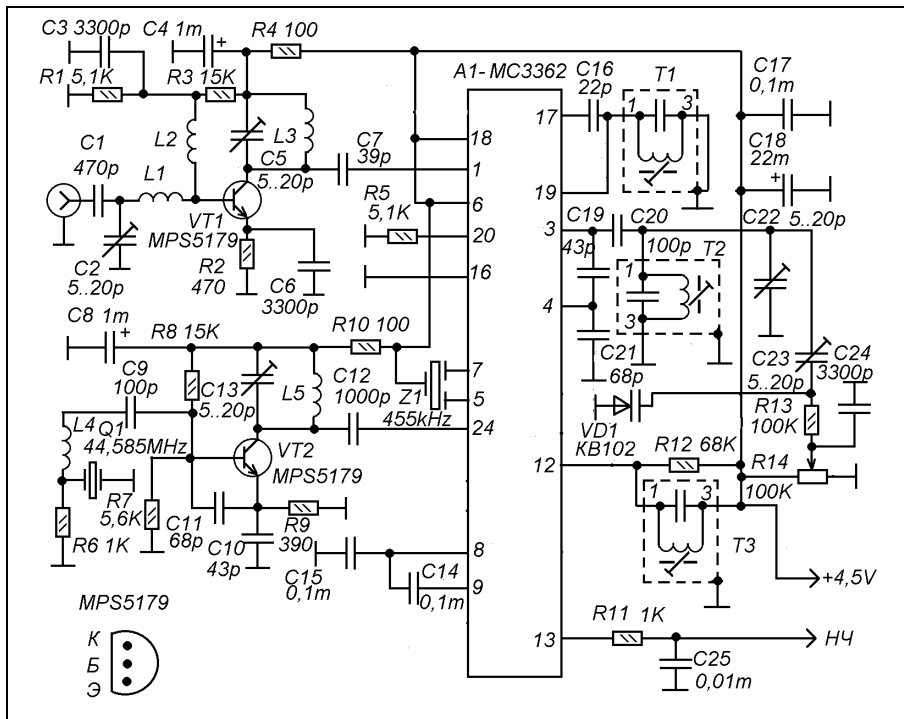 C3 3300p
C4 1m
+
R4 100
R1 5,1K
R3 15K
A1- MC3362
C16
22p
T1
C17
0,1m
1
3
17
L2
L3
C1
470p
L1
C5
5..20p
C7
39p
18
1
C18
22m
+
5..20p
VT1
MPS5179
R5
5,1K
6
20
16
19
3
C19
43p
C20
100p
C22
T2
1
3
4
C2
5..20p
R2
470
C6
3300p
C8 1m
+
R8 15K
R10 100
C21
68p
C23
5..20p
C24
3300p
C9
100p
C13
5..20p
L5
C12
1000p
Z1
455kHz
7
5
24
VD1
КВ102
R13
100K
L4
Q1
44,585MHz
VT2
MPS5179
12
R12 68K
R14
100K
R7
5,6K
R6 1K
C11
68p
C10
43p
R9
390
1
3
T3
C15
0,1m
C14
0,1m
8
9
+4,5V
MPS5179
К
Б
Э
13
R11 1K
НЧ
C25
0,01m